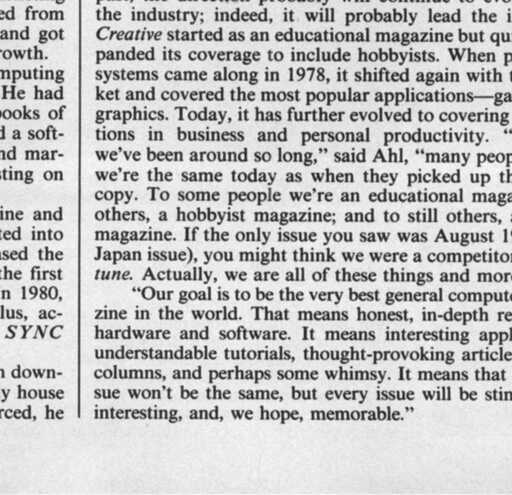 ed from
and got
rowth.
mputing
He had
books of
d a soft-
nd mar-
sting on
ine and
ted into
ased the
the first
n 1980,
lus, ac-
SYNC
n down-
y house
rced, he
the industry; indeed, it will probably lead the i
Creative started as an educational magazine but qui
panded its coverage to include hobbyists. When p
systems came along in 1978, it shifted again with t
ket and covered the most popular applications—ga
graphics. Today, it has further evolved to covering
tions in business and personal productivity. “
we’ve been around so long,” said Ahl, “many peop
we’re the same today as when they picked up th
copy. To some people we’re an educational maga
others, a hobbyist magazine; and to still others, a
magazine. If the only issue you saw was August 19
Japan issue), you might think we were a competitor
tune. Actually, we are all of these things and more
“Our goal is to be the very best general compute
zine in the world. That means honest, in-depth re
hardware and software. It means interesting appl
understandable tutorials, thought-provoking article
columns, and perhaps some whimsy. It means that
sue won’t be the same, but every issue will be stim
interesting, and, we hope, memorable.”